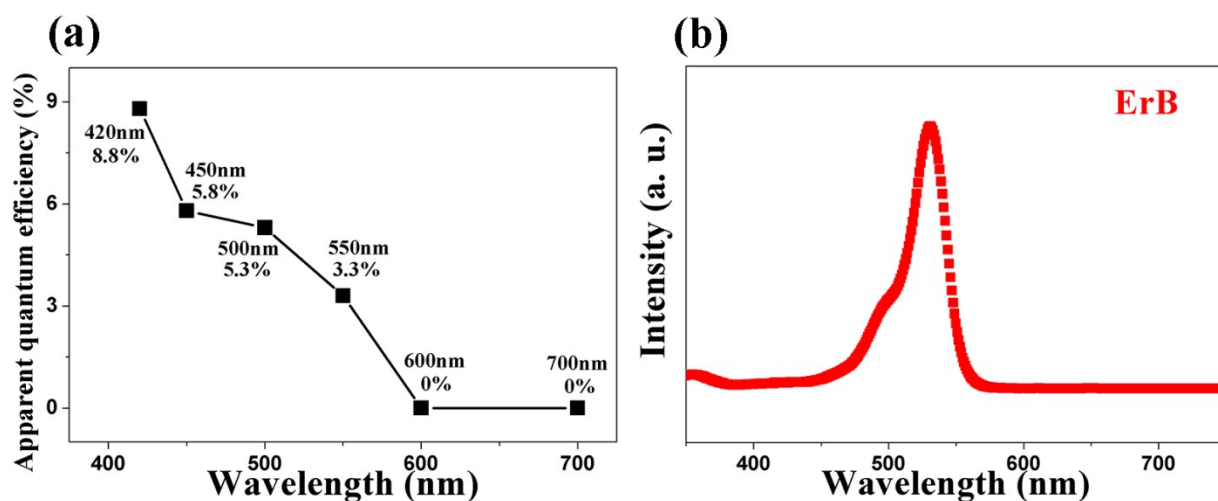 (a)
Apparent quantum efficiency (%)
9
6
3
0
420nm
8.8%
450nm
5.8%
500nm
5.3%
550nm
3.3%
600nm
0%
700nm
0%
400
500
600
700
Wavelength (nm)
(b)
Intensity (a. u.)
ErB
400
500
600
700
Wavelength (nm)